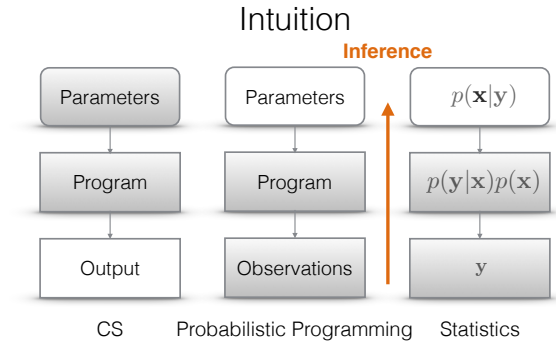 Intuition
Inference
Parameters
Parameters
p(x|y)
Program
Program
p(y|x)p(x)
Output
Observations
y
CS
Probabilistic Programming
Statistics